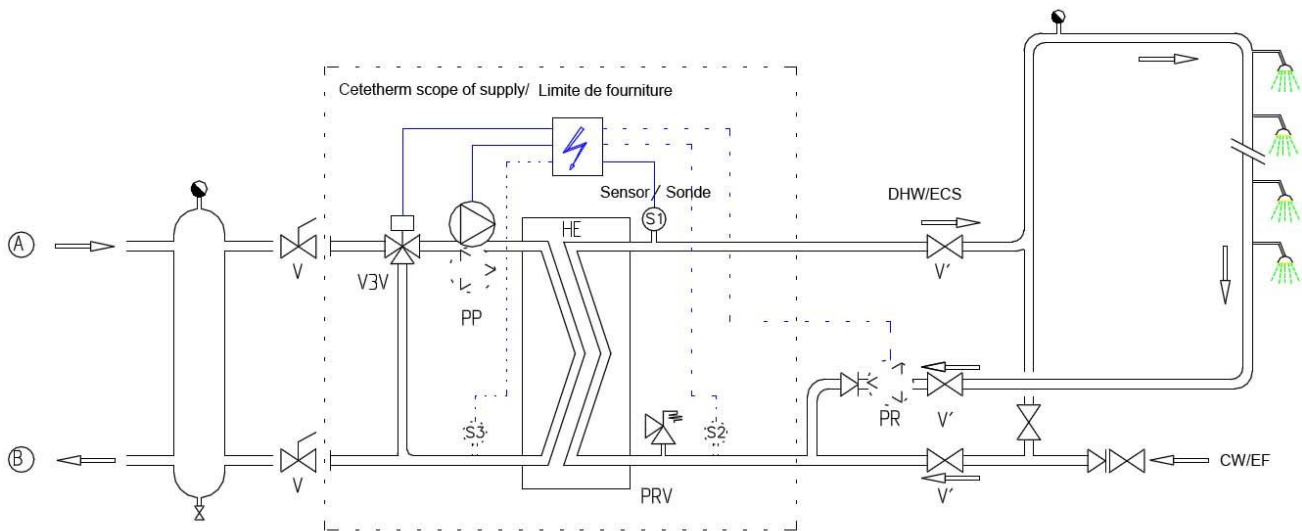 Cetetherm scope of supply/ Limite de fourniture
Sensor / Sonde
DHW/ECS
S1
HE
A
V
V3V
V'
PP
PR
V'
S3
S2
B
CW/EF
V
PRV
V'